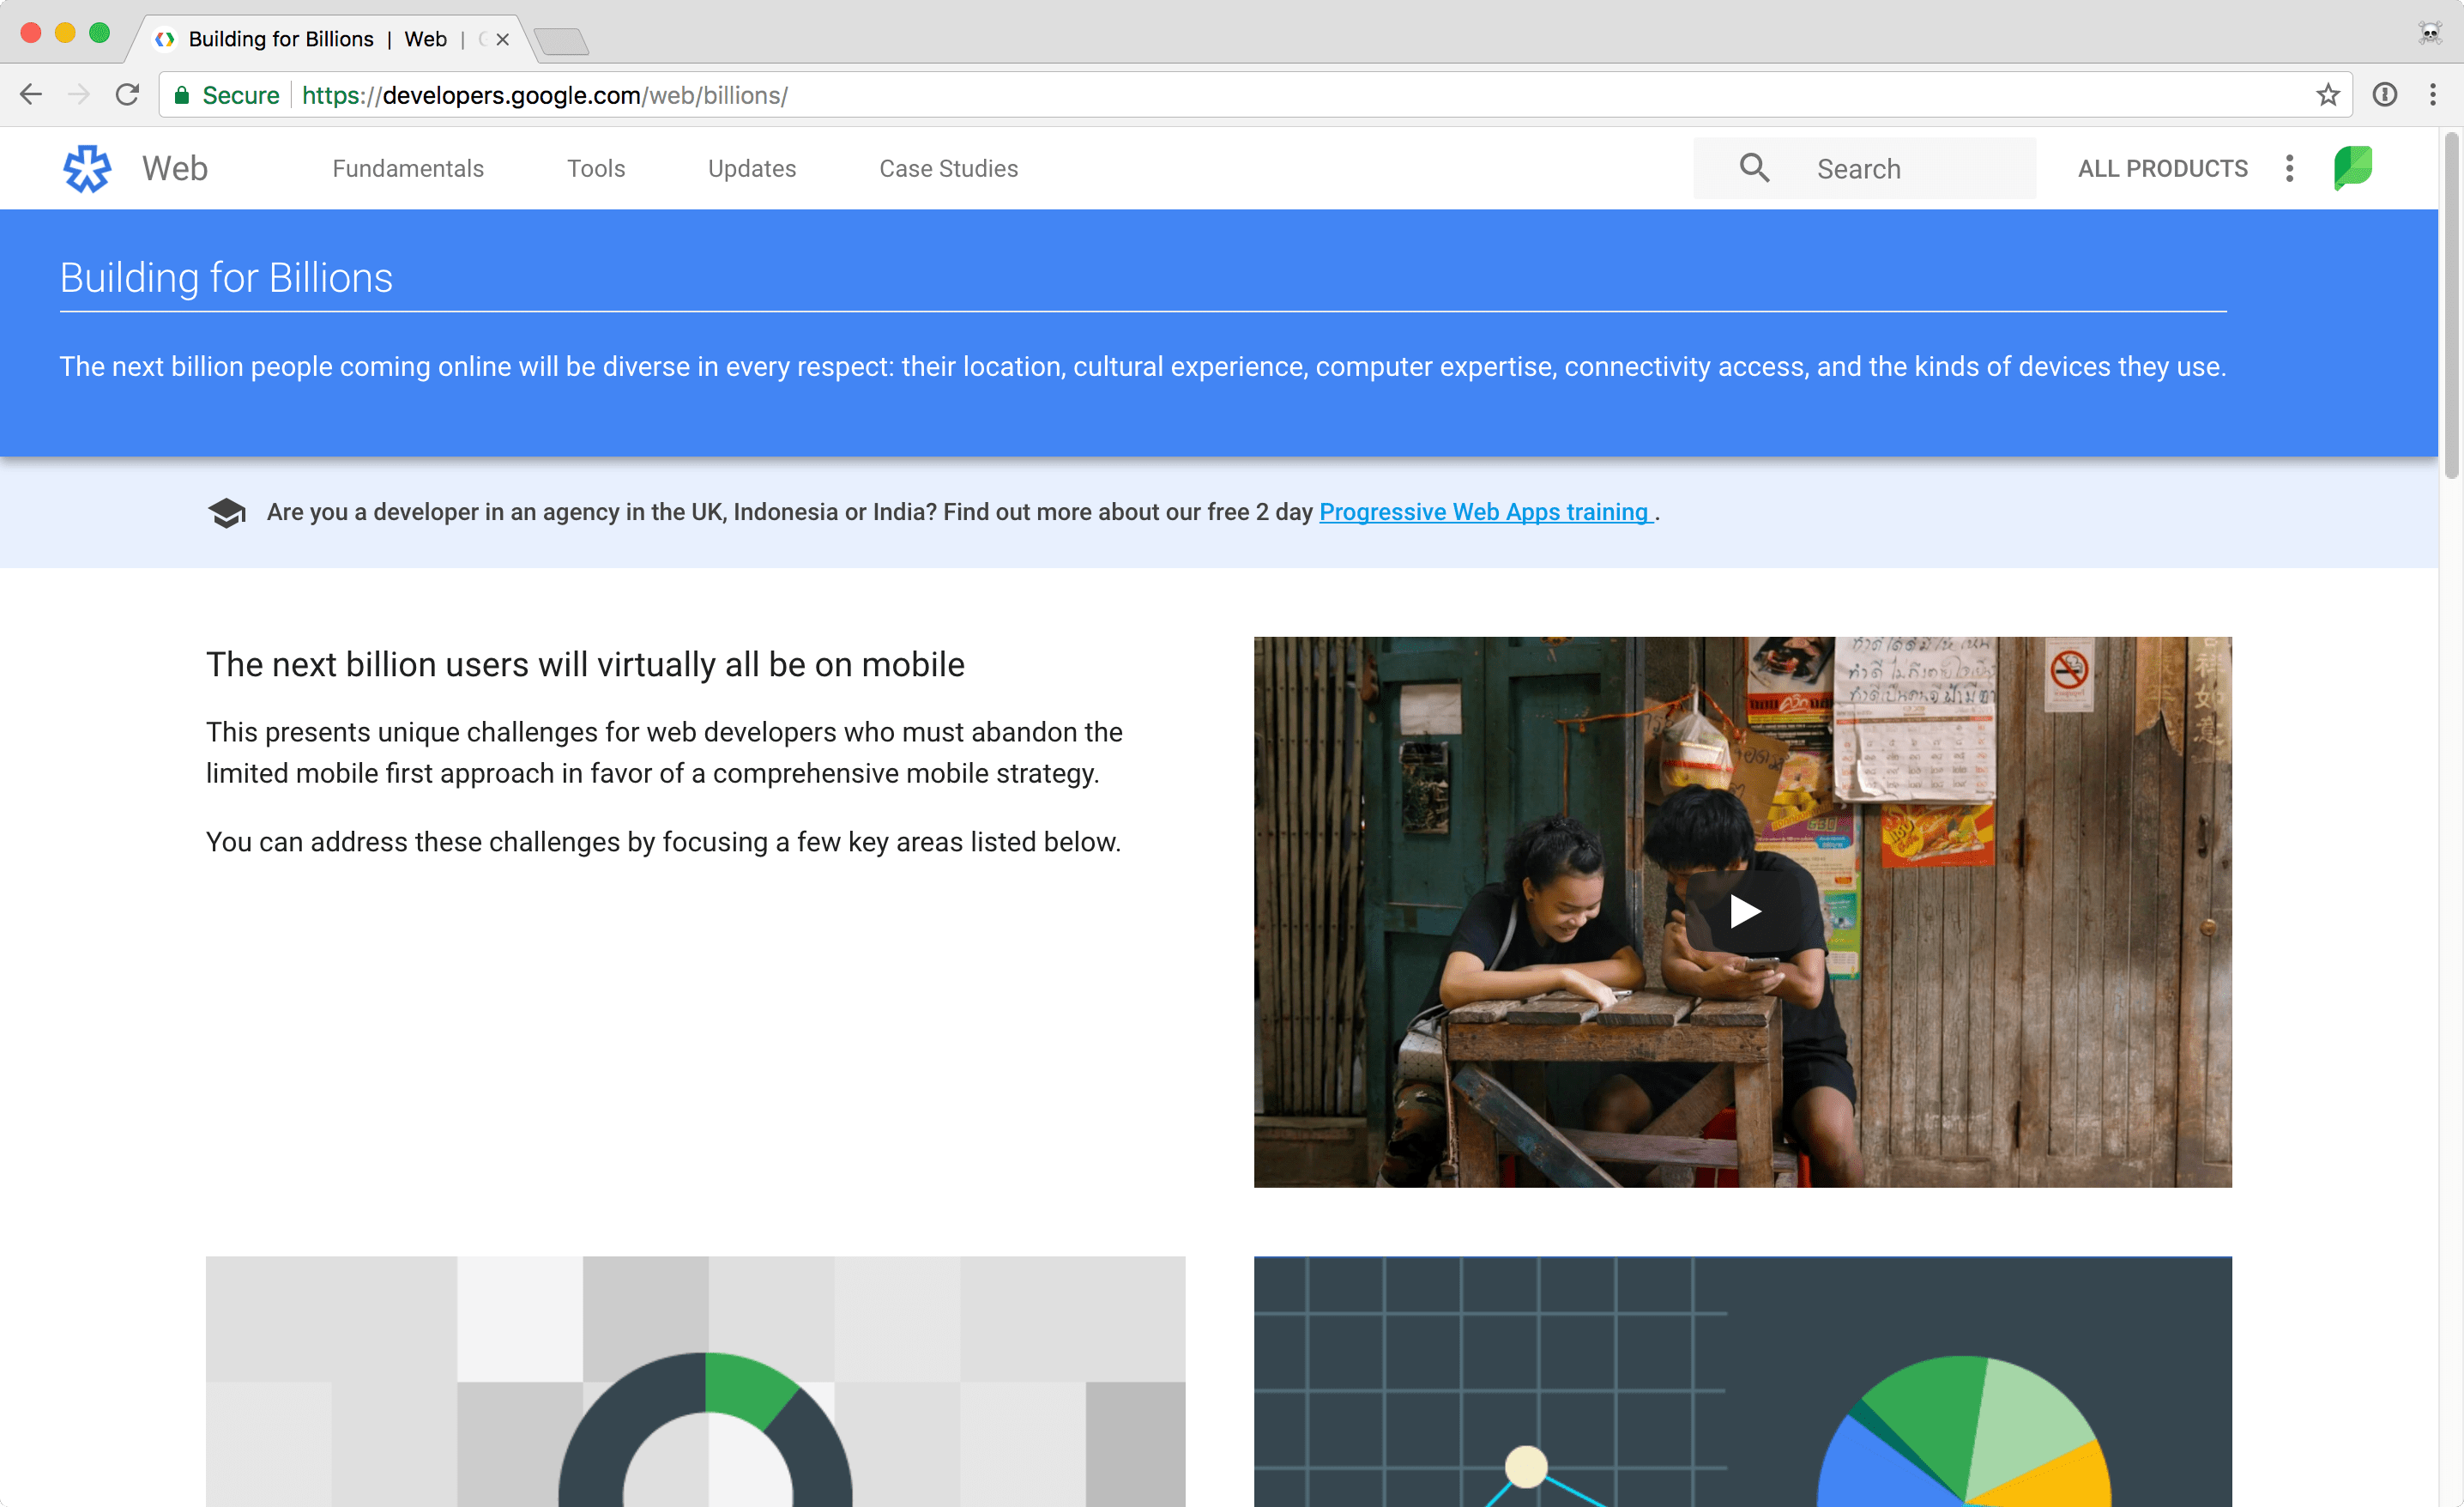 Building for Billions | Web |
Secure https://developers.google.com/web/billions/
Web Fundamentals Tools Updates Case Studies Search ALL PRODUCTS
Building for Billions
The next billion people coming online will be diverse in every respect: their location, cultural experience, computer expertise, connectivity access, and the kinds of devices they use.
Are you a developer in an agency in the UK, Indonesia or India? Find out more about our free 2 day Progressive Web Apps training .
The next billion users will virtually all be on mobile
This presents unique challenges for web developers who must abandon the
limited mobile first approach in favor of a comprehensive mobile strategy.
You can address these challenges by focusing a few key areas listed below.